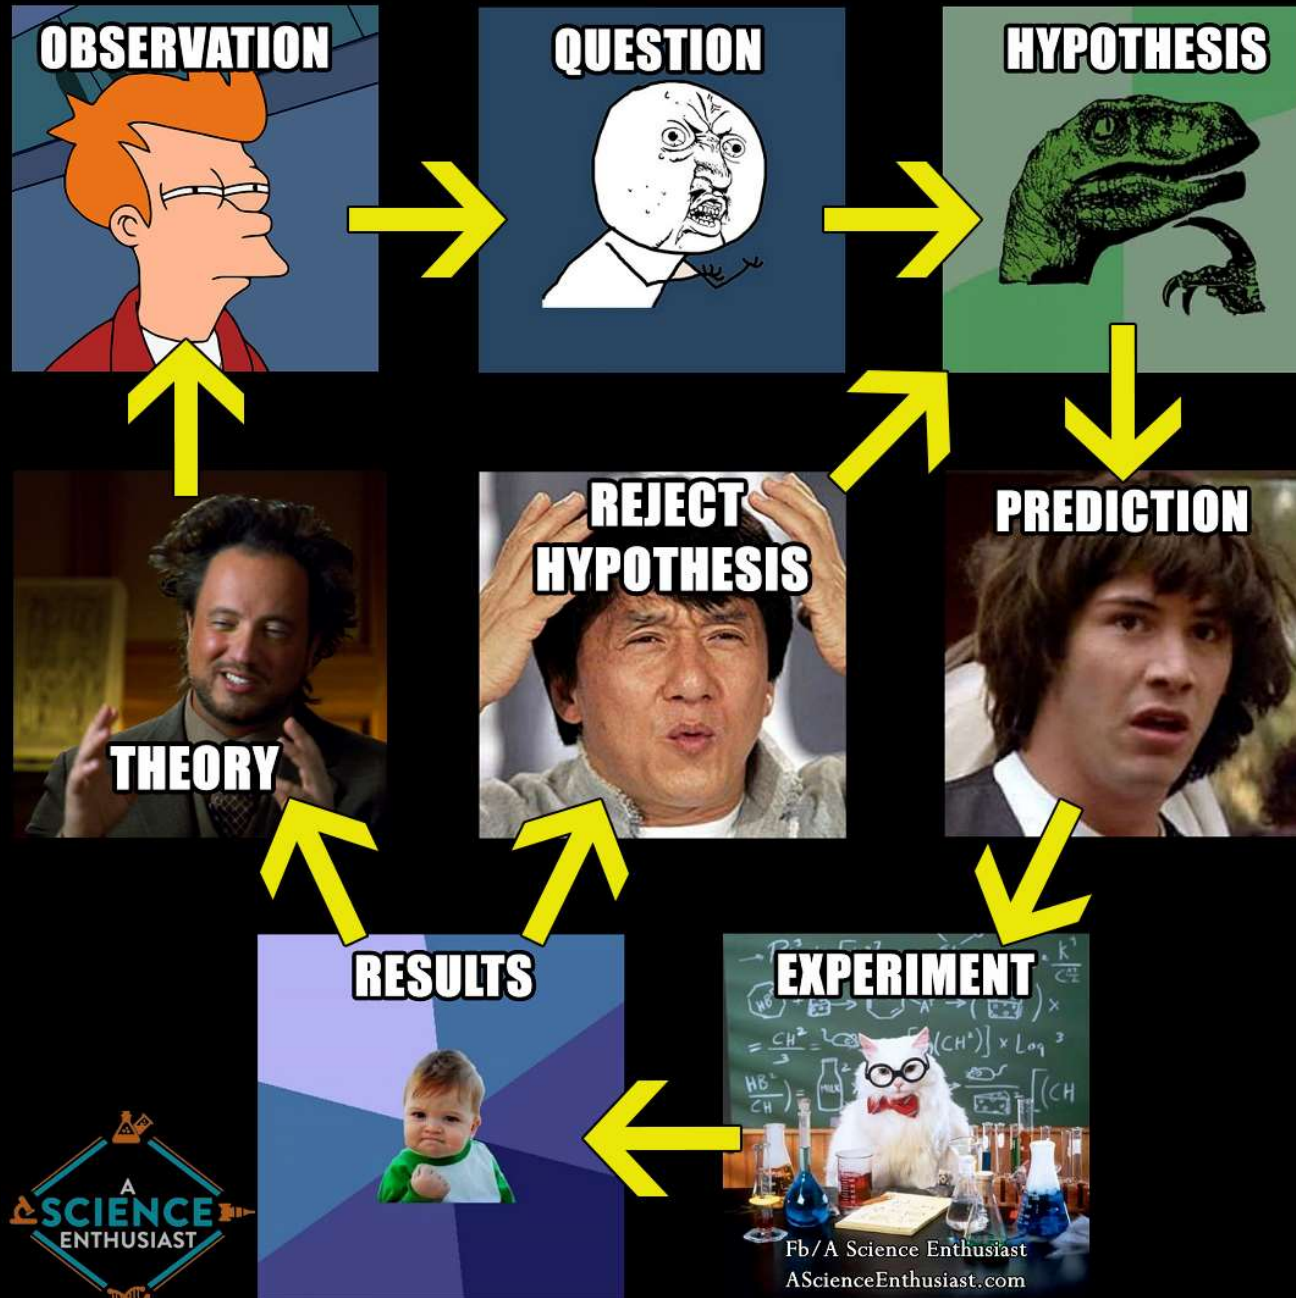 OBSERVATION
QUESTION
HYPOTHESIS
THEORY
REJECT
HYPOTHESIS
PREDICTION
RESULTS
EXPERIMENT
A
SCIENCE
ENTHUSIAST
Fb/A Science Enthusiast
AScienceEnthusiast.com